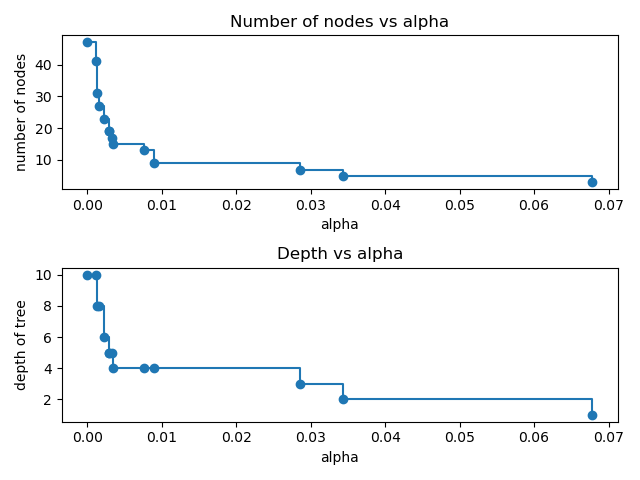 Number of nodes vs alpha
number of nodes
40
30
20
10
0.00 0.01 0.02 0.03 0.04 0.05 0.06 0.07
alpha
Depth vs alpha
depth of tree
10
8
6
4
2
0.00 0.01 0.02 0.03 0.04 0.05 0.06 0.07
alpha